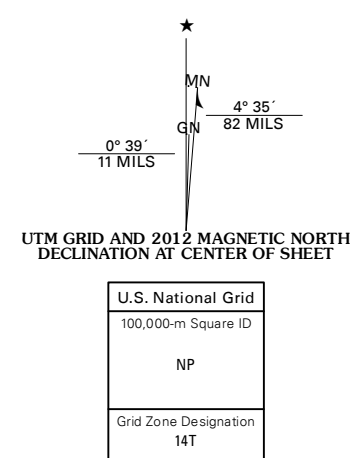 ★
MN
4° 35´
82 MILS
GN
0° 39´
11 MILS
UTM GRID AND 2012 MAGNETIC NORTH
DECLINATION AT CENTER OF SHEET
U.S. National Grid
100,000-m Square ID
NP
Grid Zone Designation
14T